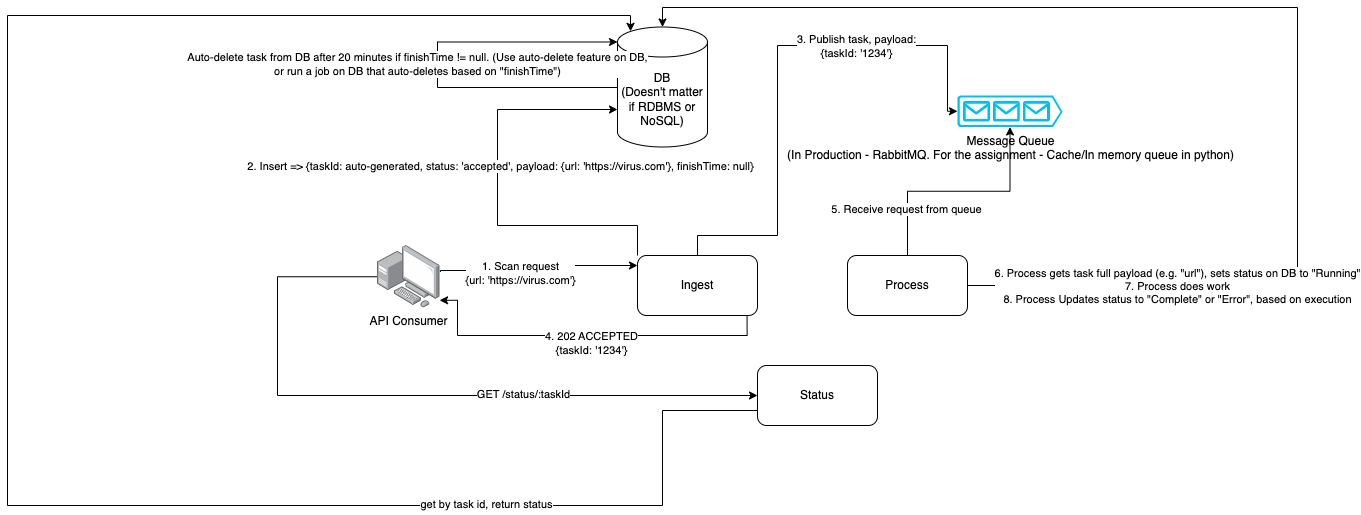 3. Publish task, payload:
{taskId: '1234'}
Auto-delete task from DB after 20 minutes if finishTime != null. (Use auto-delete feature on DB,
or run a job on DB that auto-deletes based on "finishTime")
DB
(Doesn't matter
if RDBMS or
NoSQL)
Message Queue
(In Production - RabbitMQ. For the assignment - Cache/In memory queue in python)
2. Insert => {taskId: auto-generated, status: 'accepted', payload: {url: 'https://virus.com'}, finishTime: null}
5. Receive request from queue
1. Scan request
{url: 'https://virus.com'}
API Consumer
Ingest
Process
6. Process gets task full payload (e.g. "url"), sets status on DB to "Running"
7. Process does work
8. Process Updates status to "Complete" or "Error", based on execution
4. 202 ACCEPTED
{taskId: '1234'}
GET /status/:taskId
Status
get by task id, return status